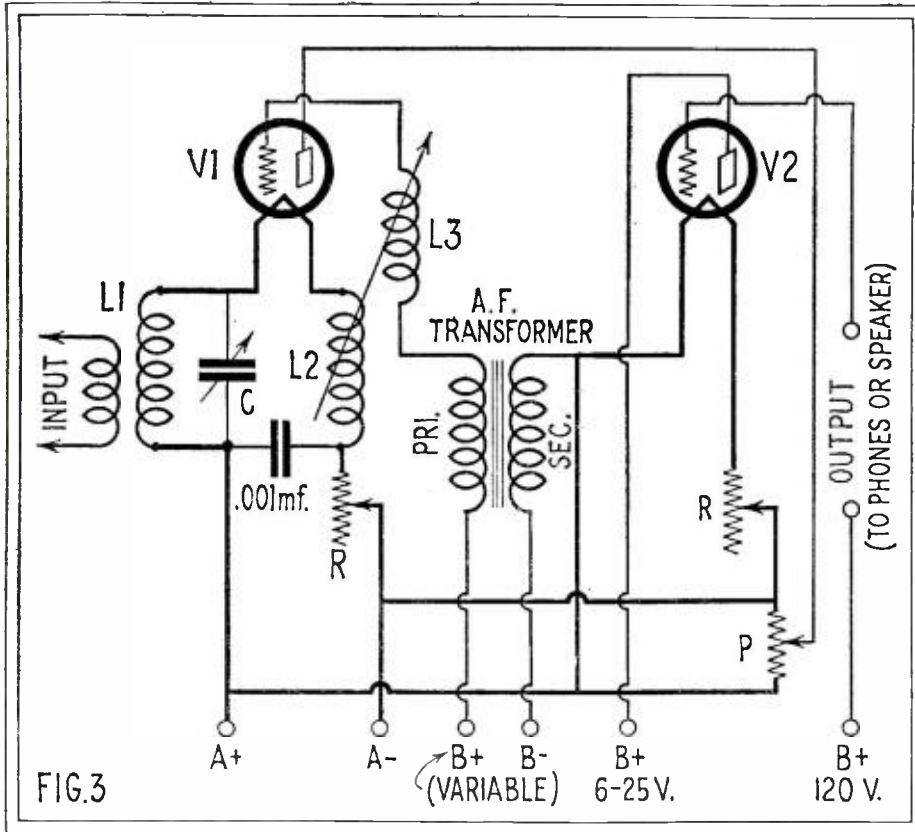 V1
V2
L1
L2
L3
C
INPUT
.001mf.
R
A.F.
TRANSFORMER
PRI.
SEC.
R
P
OUTPUT
(TO PHONES OR SPEAKER)
A+
A-
B+
(VARIABLE)
B-
B+
6-25V.
B+
120 V.
FIG.3